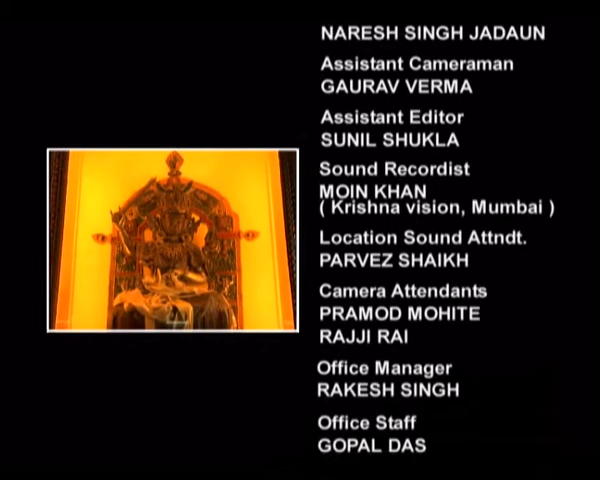 NARESH SINGH JADAUN
Assistant Cameraman
GAURAV VERMA
Assistant Editor
SUNIL SHUKLA
Sound Recordist
MOIN KHAN
( Krishna vision, Mumbai )
Location Sound Attndt.
PARVEZ SHAIKH
Camera Attendants
PRAMOD MOHITE
RAJJI RAI
Office Manager
RAKESH SINGH
Office Staff
GOPAL DAS